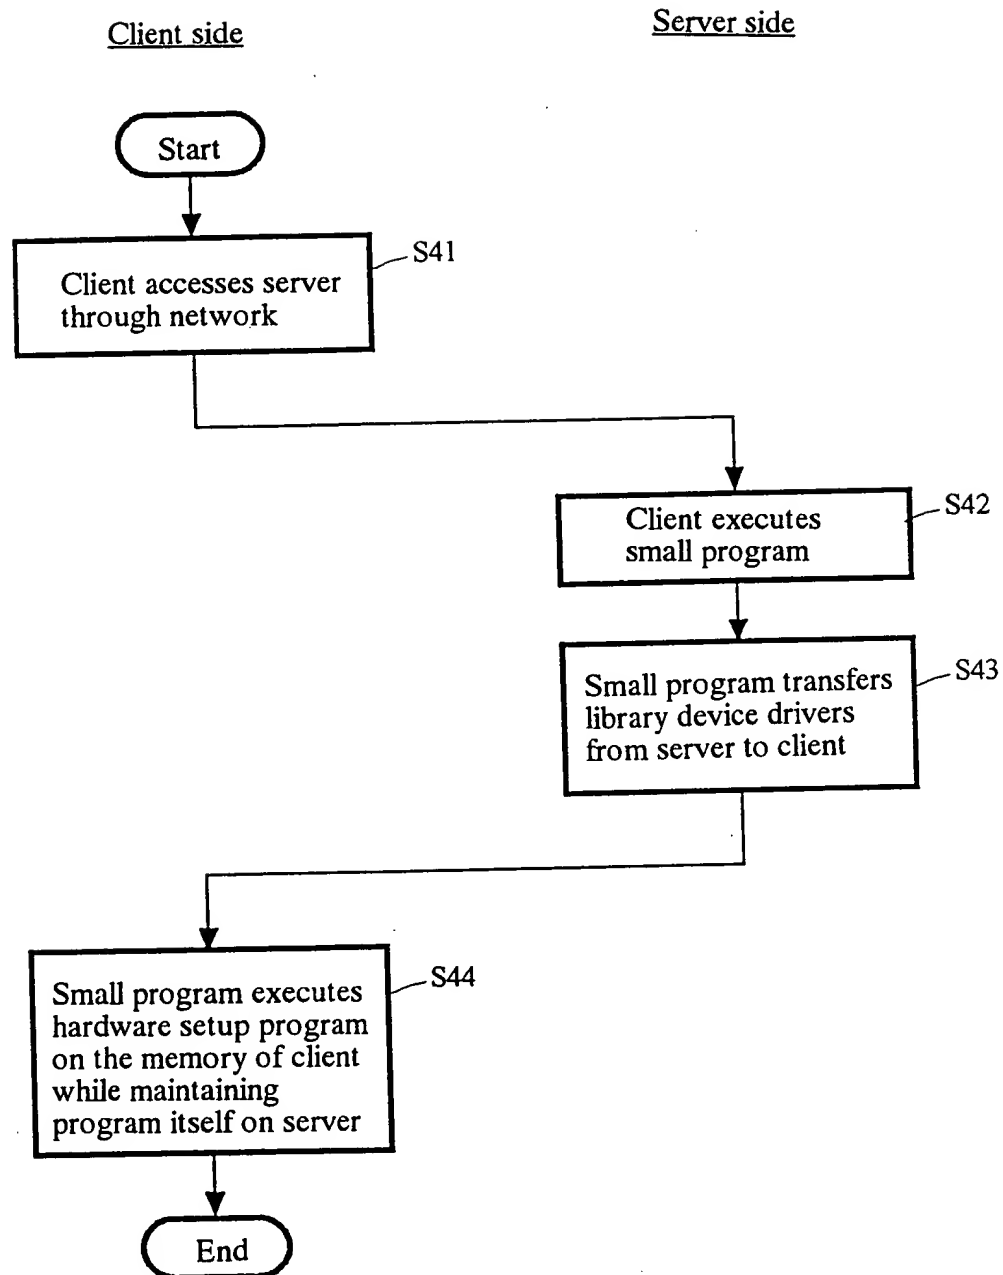 Client side
Server side
Start
S41
Client accesses server
through network
S42
Client executes
small program
S43
Small program transfers
library device drivers
from server to client
S44
Small program executes
hardware setup program
on the memory of client
while maintaining
program itself on server
End